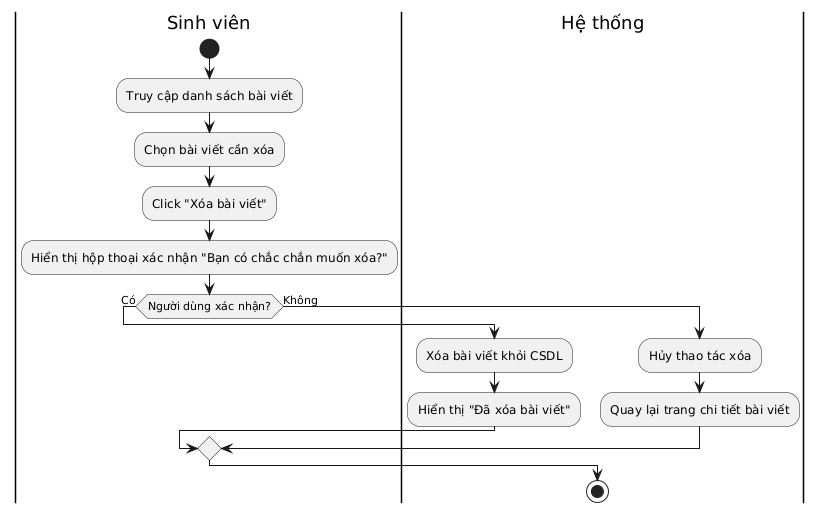 Sinh viên
Hệ thống
Truy cập danh sách bài viết
Chọn bài viết cần xóa
Click "Xóa bài viết"
Hiển thị hộp thoại xác nhận "Bạn có chắc chắn muốn xóa?"
Có
Người dùng xác nhận?
Không
Xóa bài viết khỏi CSDL
Hủy thao tác xóa
Hiển thị "Đã xóa bài viết"
Quay lại trang chi tiết bài viết